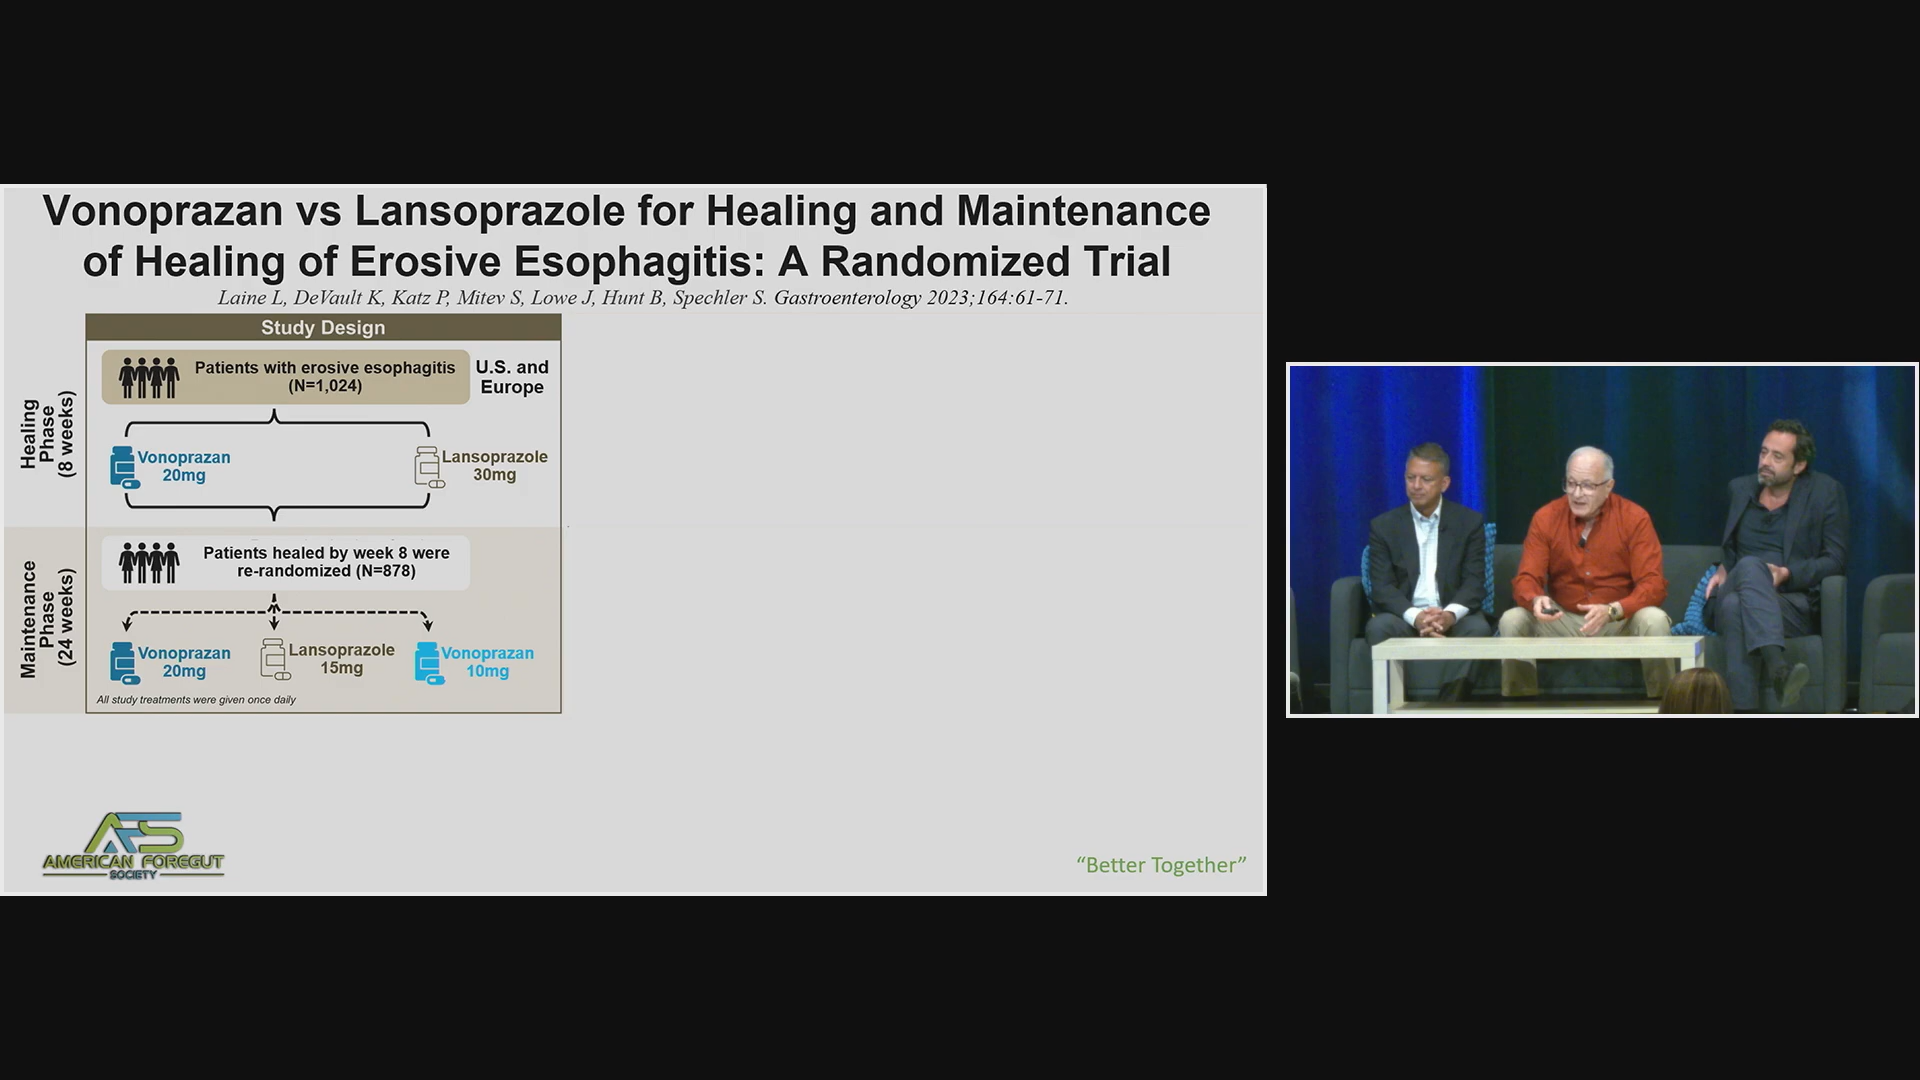 Vonoprazan vs Lansoprazole for Healing and Maintenance
of Healing of Erosive Esophagitis: A Randomized Trial
Laine L, DeVault K, Katz P, Mitev S, Lowe J, Hunt B, Spechler S. Gastroenterology 2023;164:61-71.
Study Design
Healing
Phase
(8 weeks)
Patients with erosive esophagitis
(N=1,024)
U.S. and
Europe
Vonoprazan
20mg
Lansoprazole
30mg
Maintenance
Phase
(24 weeks)
Patients healed by week 8 were
re-randomized (N=878)
Vonoprazan
20mg
Lansoprazole
15mg
Vonoprazan
10mg
All study treatments were given once daily
AFS
AMERICAN FOREGUT
SOCIETY
“Better Together”